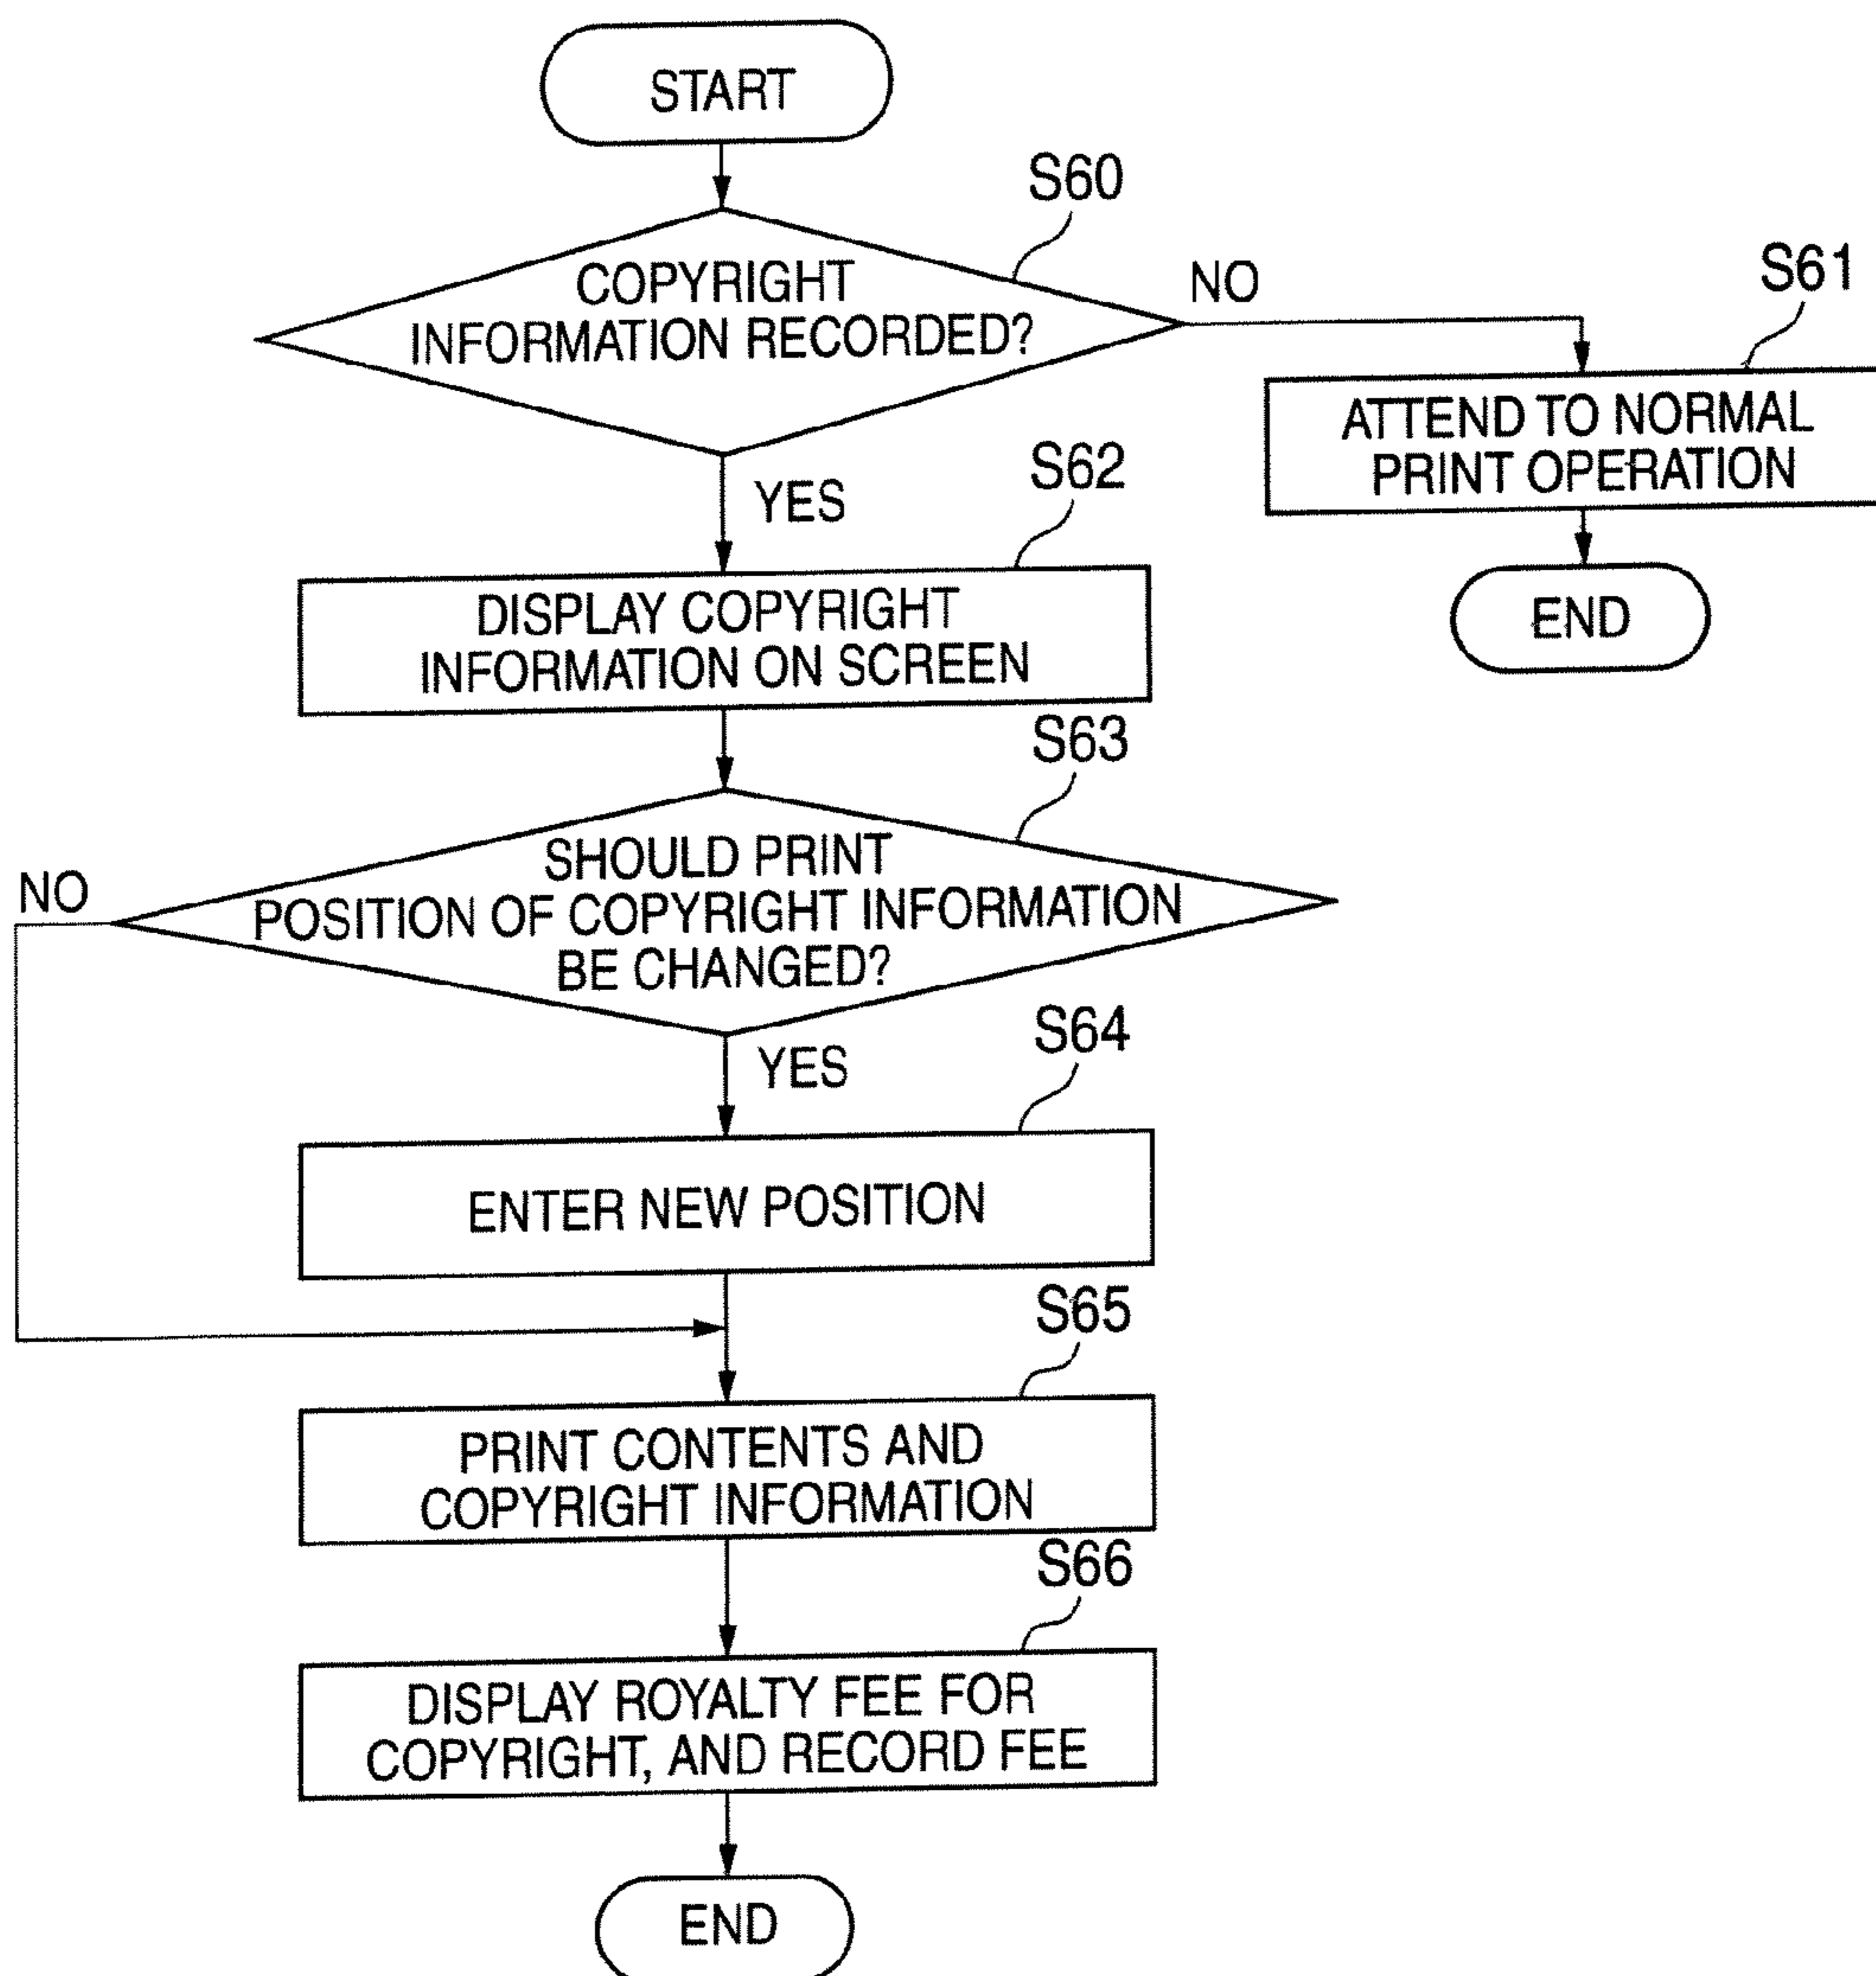 START
S60
COPYRIGHT
INFORMATION RECORDED?
NO
S61
ATTEND TO NORMAL
PRINT OPERATION
END
YES
S62
DISPLAY COPYRIGHT
INFORMATION ON SCREEN
S63
SHOULD PRINT
POSITION OF COPYRIGHT INFORMATION
BE CHANGED?
NO
YES
S64
ENTER NEW POSITION
S65
PRINT CONTENTS AND
COPYRIGHT INFORMATION
S66
DISPLAY ROYALTY FEE FOR
COPYRIGHT, AND RECORD FEE
END